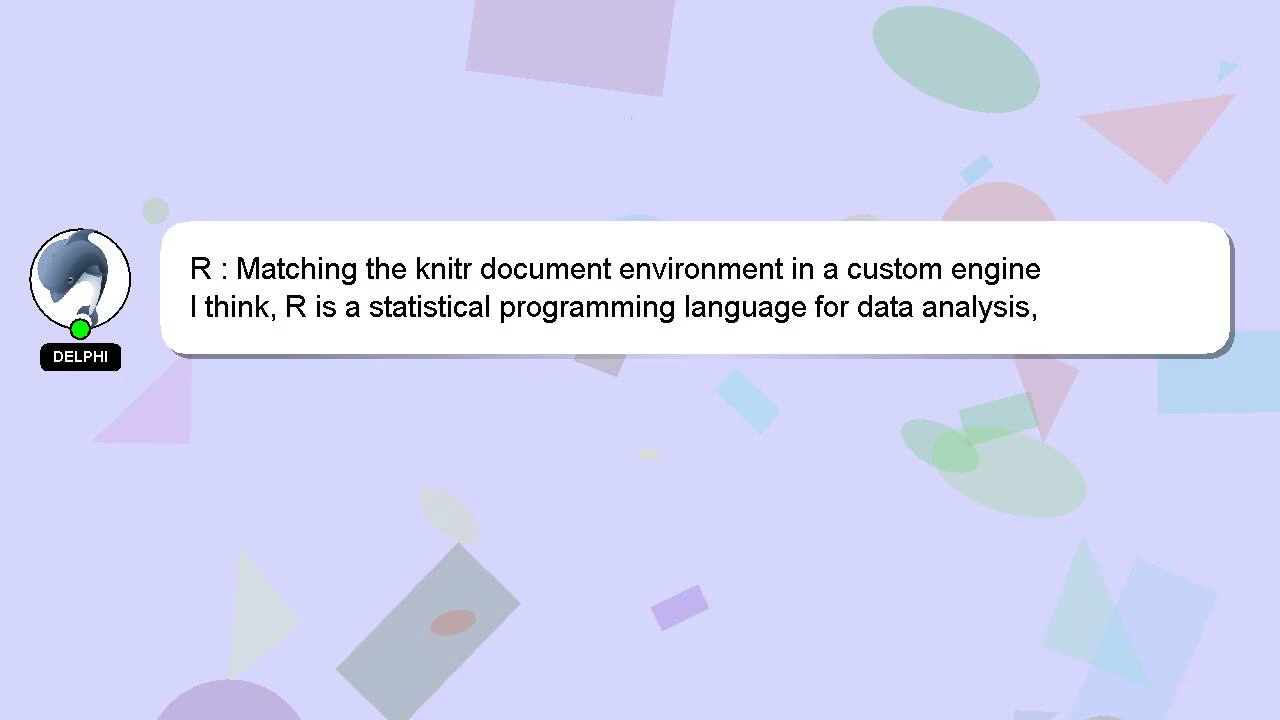 R : Matching the knitr document environment in a custom engine
I think, R is a statistical programming language for data analysis,
DELPHI